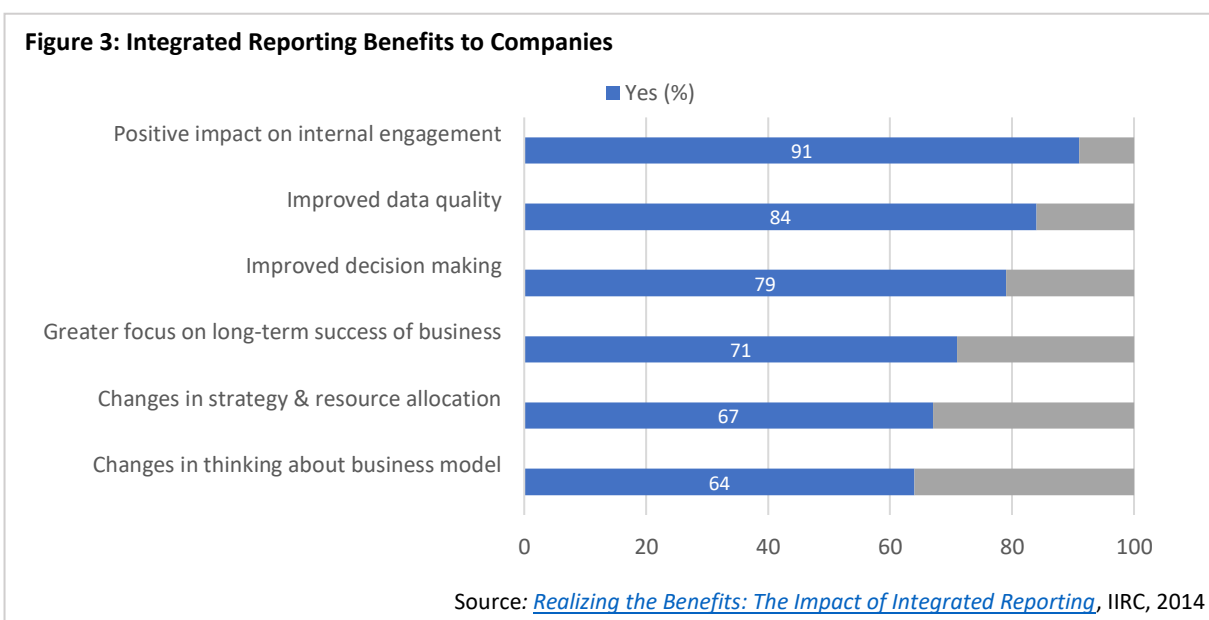 Figure 3: Integrated Reporting Benefits to Companies
Yes (%)
Positive impact on internal engagement
91
Improved data quality
84
Improved decision making
79
Greater focus on long-term success of business
71
Changes in strategy & resource allocation
67
Changes in thinking about business model
64
0 20 40 60 80 100
Source: Realizing the Benefits: The Impact of Integrated Reporting, IIRC, 2014